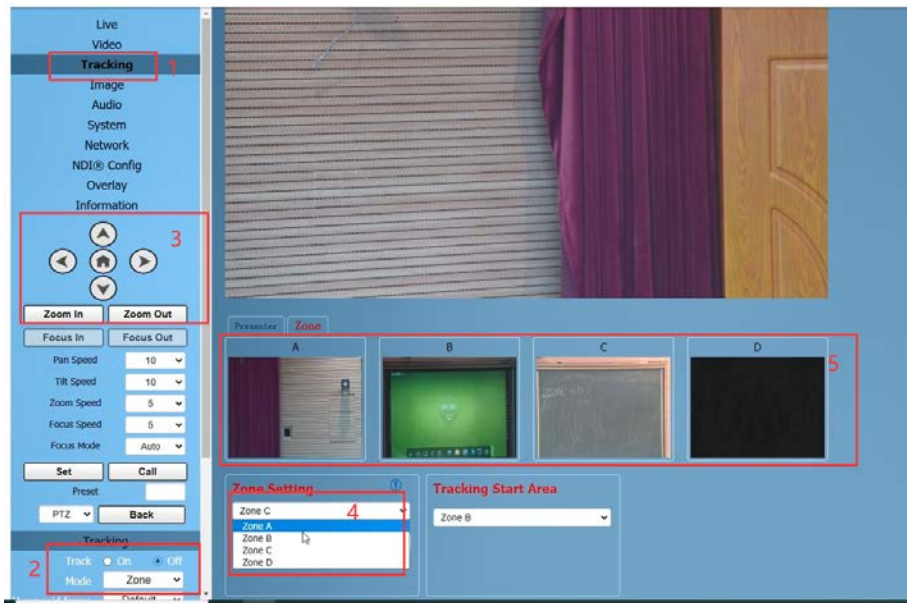 Live
Video
Tracking
1
Image
Audio
System
Network
NDI® Config
Overlay
Information
3
Zoom In Zoom Out
Focus In Focus Out
Pan Speed 10
Tilt Speed 10
Zoom Speed 5
Focus Speed 5
Focus Mode Auto
Set Call
Preset
PTZ Back
Tracking
2
Track On Off
Mode Zone
Default
Presenter Zone
A B C D
5
Zone Setting
4
Zone C
Zone A
Zone B
Zone C
Zone D
Tracking Start Area
Zone B